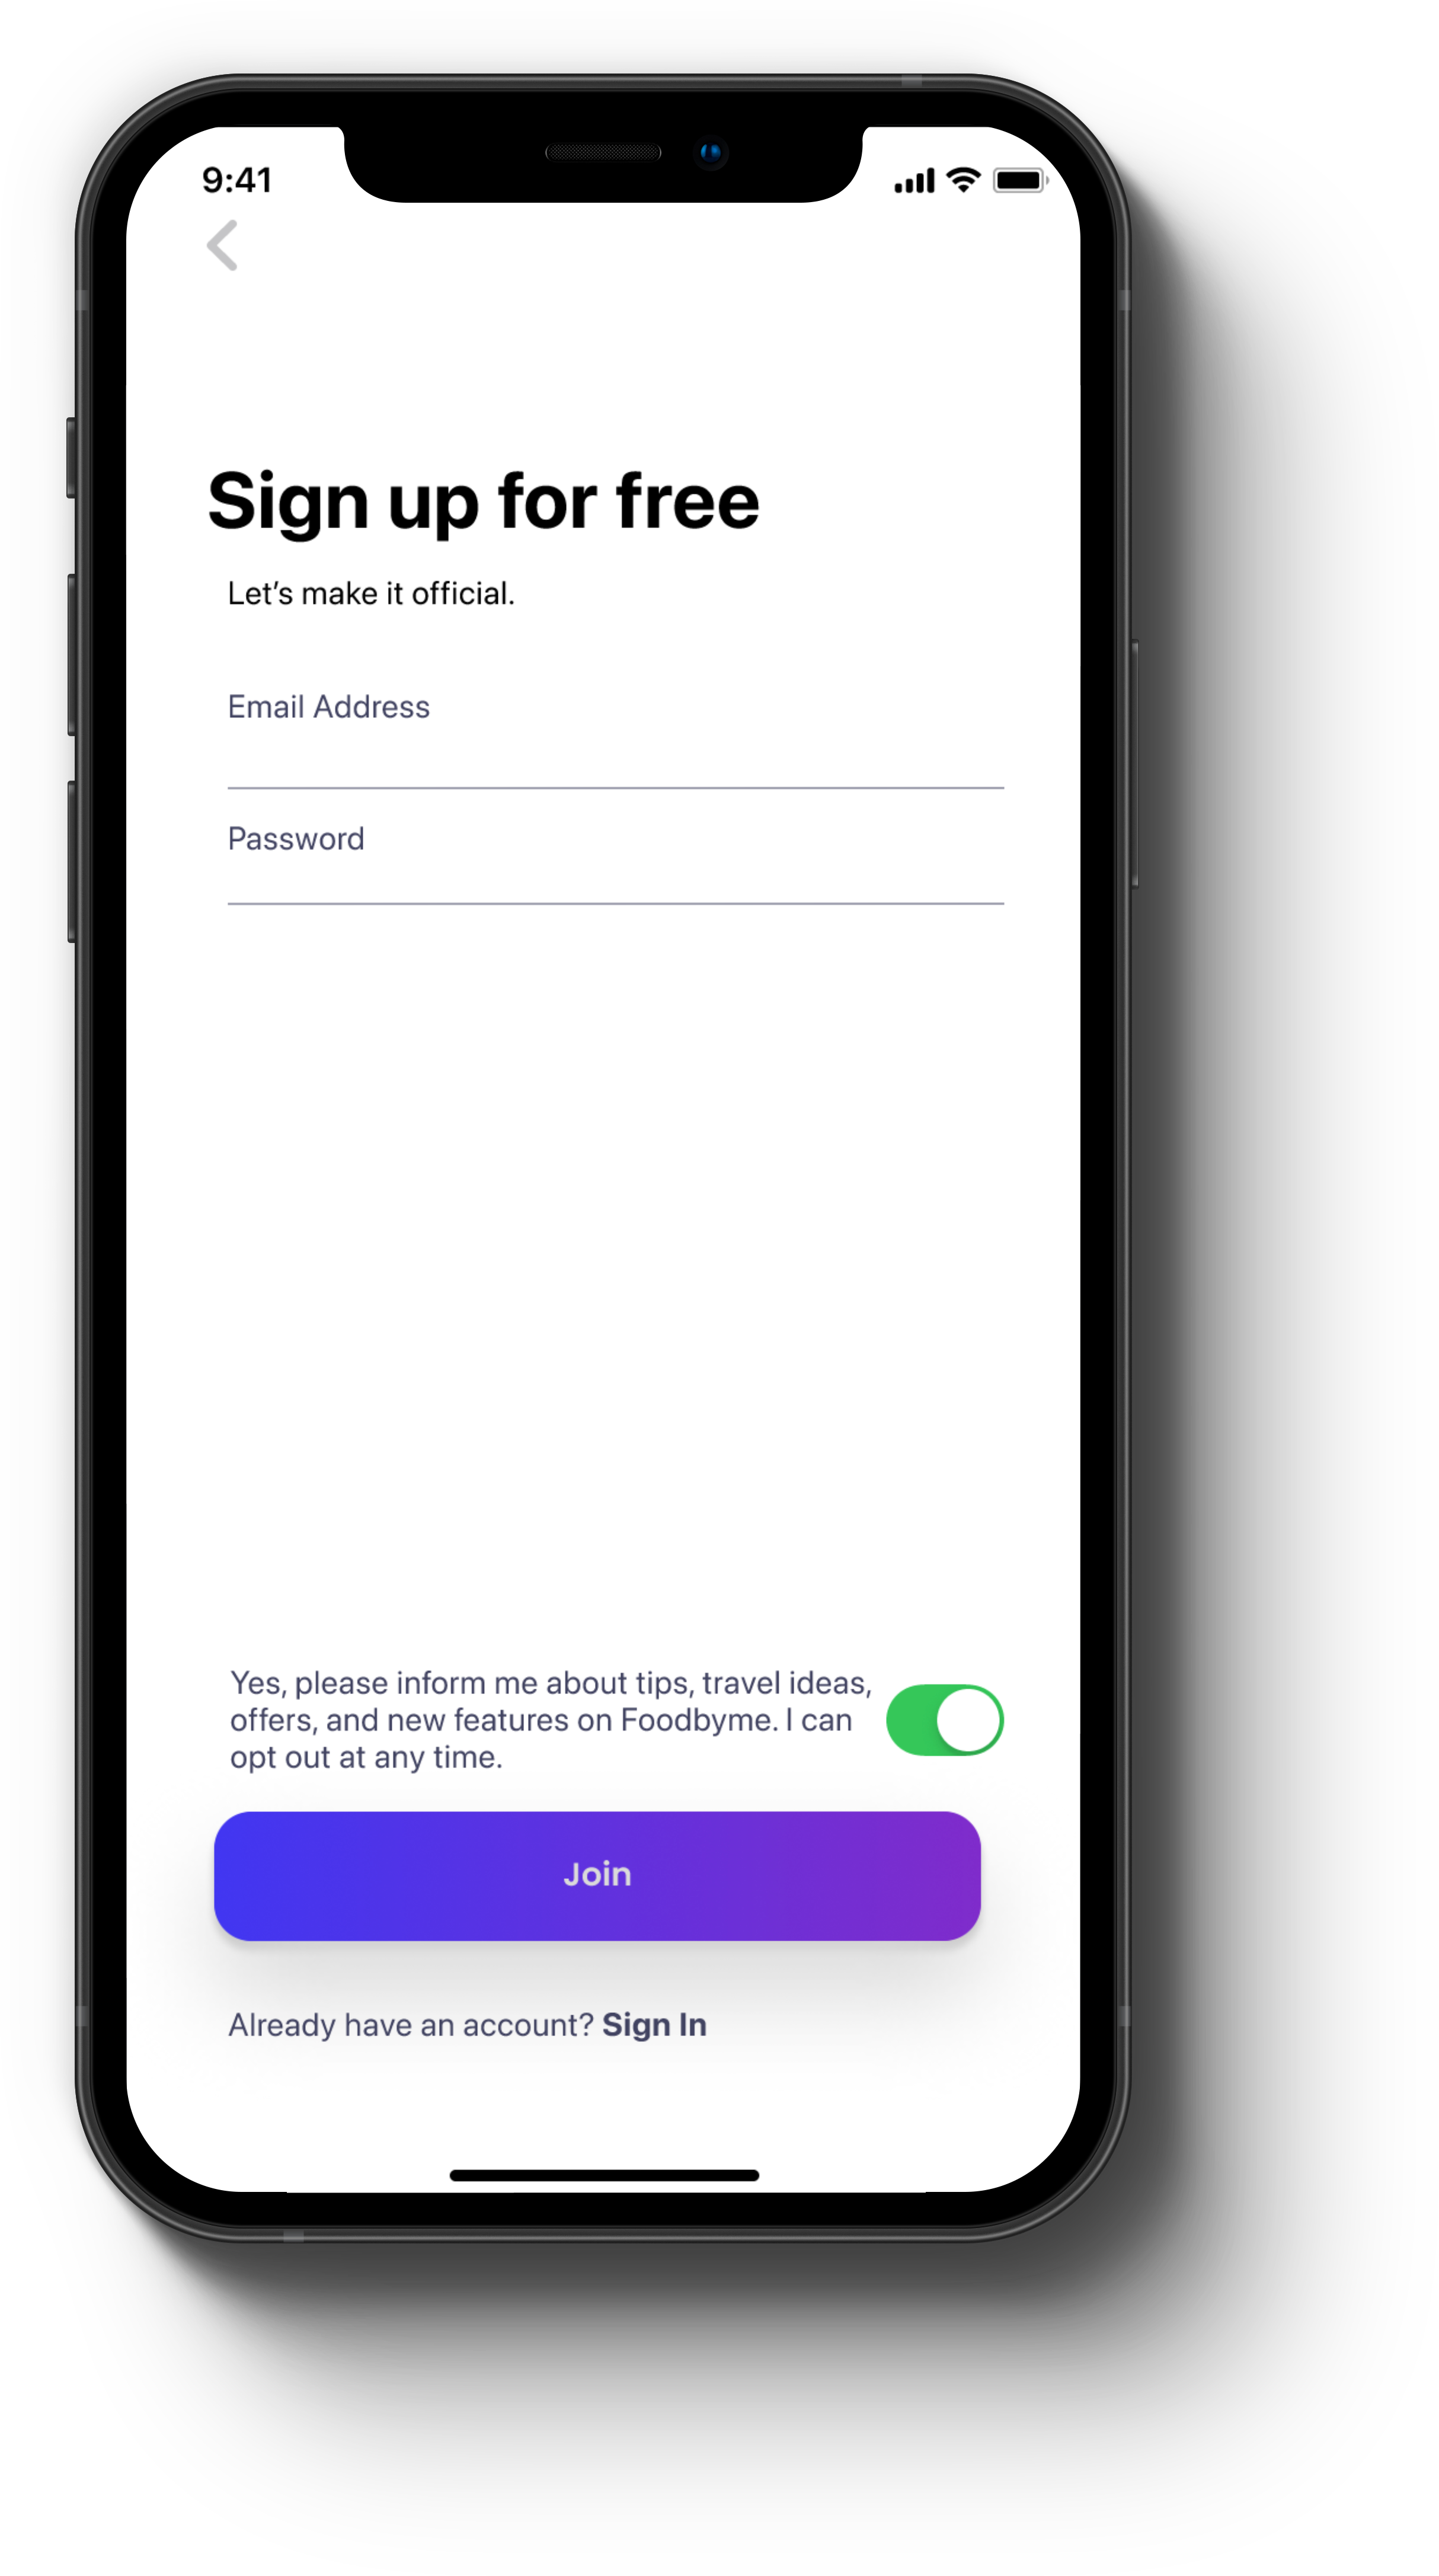 9:41
Sign up for free
Let’s make it official.
Email Address
Password
Yes, please inform me about tips, travel ideas,
offers, and new features on Foodbyme. I can
opt out at any time.
Join
Already have an account? Sign In